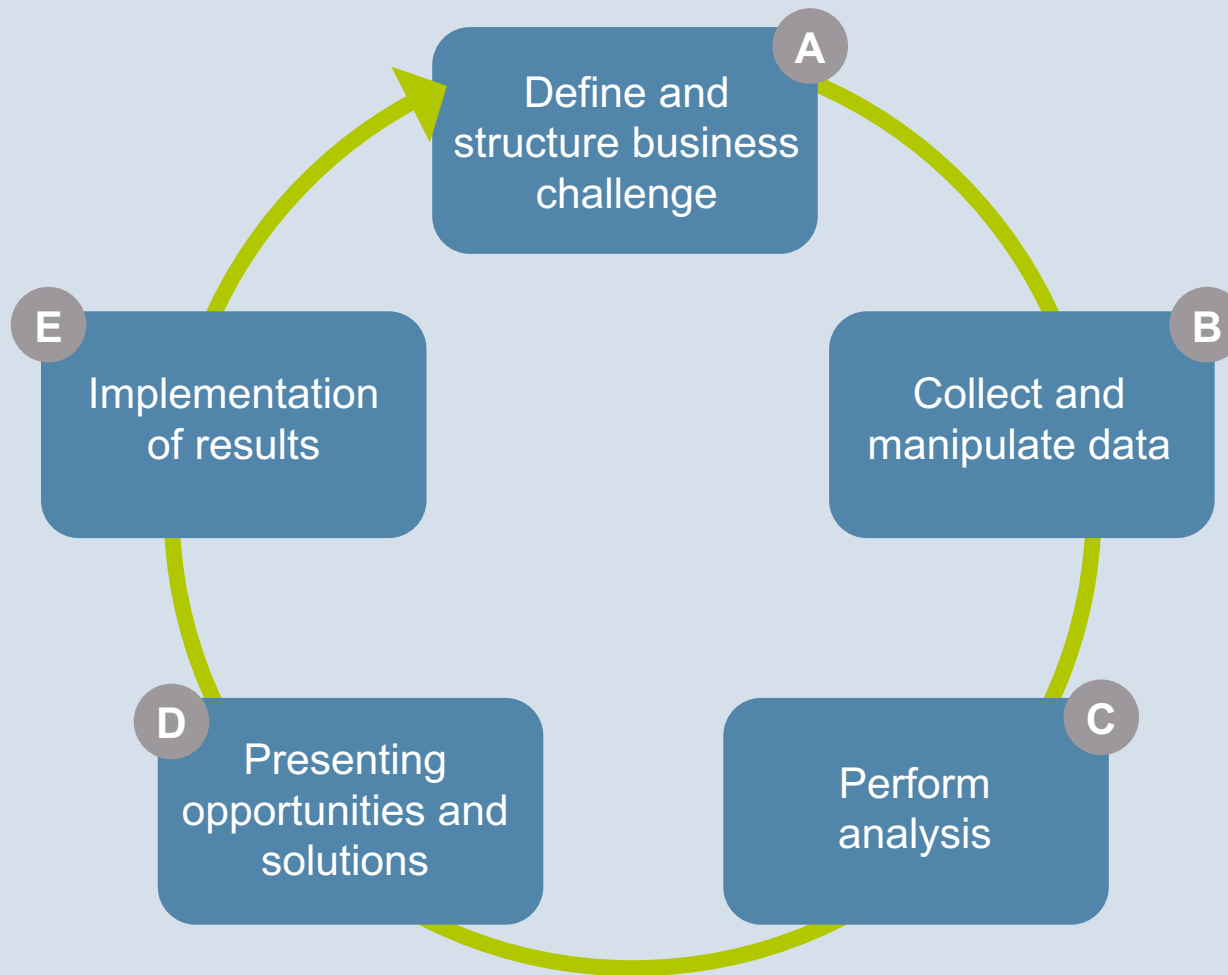 A
Define and
structure business
challenge
B
Collect and
manipulate data
C
Perform
analysis
D
Presenting
opportunities and
solutions
E
Implementation
of results